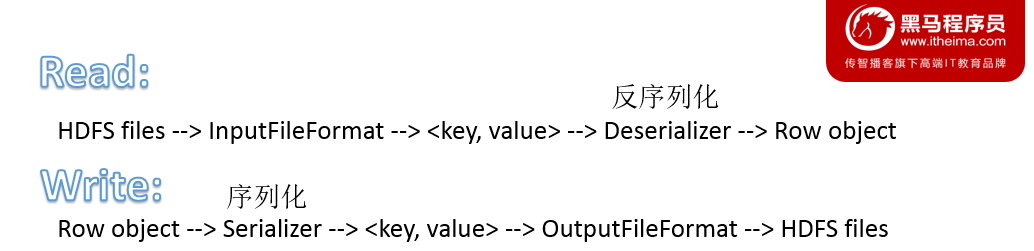 黑马程序员
www.itheima.com
传智播客旗下高端IT教育品牌
Read:
反序列化
HDFS files --> InputFileFormat --> <key, value> --> Deserializer --> Row object
Write:
序列化
Row object --> Serializer --> <key, value> --> OutputFileFormat --> HDFS files